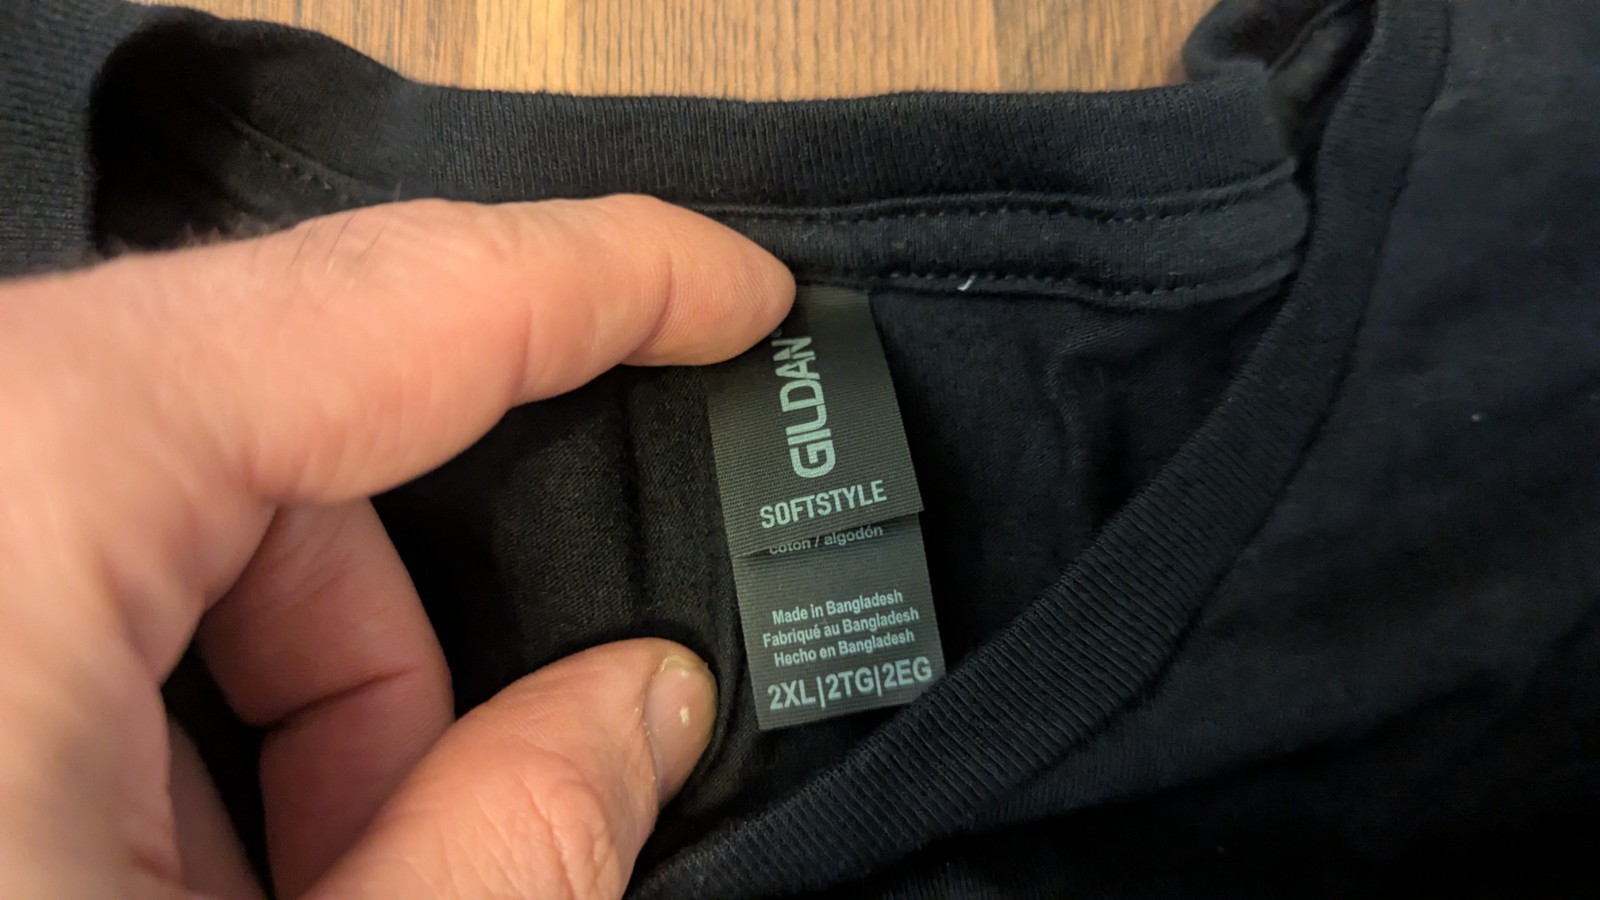 GILDAN
SOFTSTYLE
coton / algodón
Made in Bangladesh
Fabriqué au Bangladesh
Hecho en Bangladesh
2XL|2TG|2EG